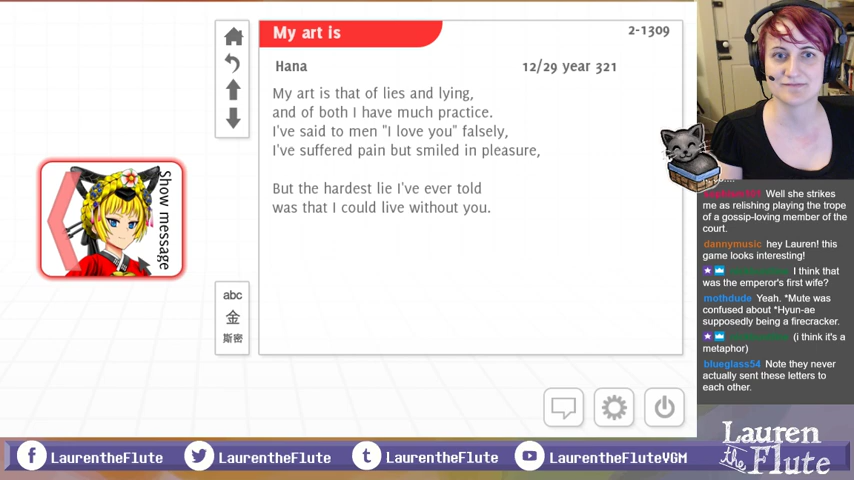 My art is
2-1309
Hana
12/29 year 321
My art is that of lies and lying,
and of both I have much practice.
I've said to men "I love you" falsely,
I've suffered pain but smiled in pleasure,
But the hardest lie I've ever told
was that I could live without you.
Show message
abc
金
斯密
Well she strikes
me as relishing playing the trope
of a gossip-loving member of the
court.
dannymusic hey Lauren! this
game looks interesting!
I think that
was the emperor's first wife?
mothdude Yeah. *Mute was
confused about *Hyun-ae
supposedly being a firecracker.
(i think it's a
metaphor)
blueglass54 Note they never
actually sent these letters to
each other.
Lauren
the Flute
LaurentheFlute
LaurentheFlute
LaurentheFlute
LaurentheFluteVGM